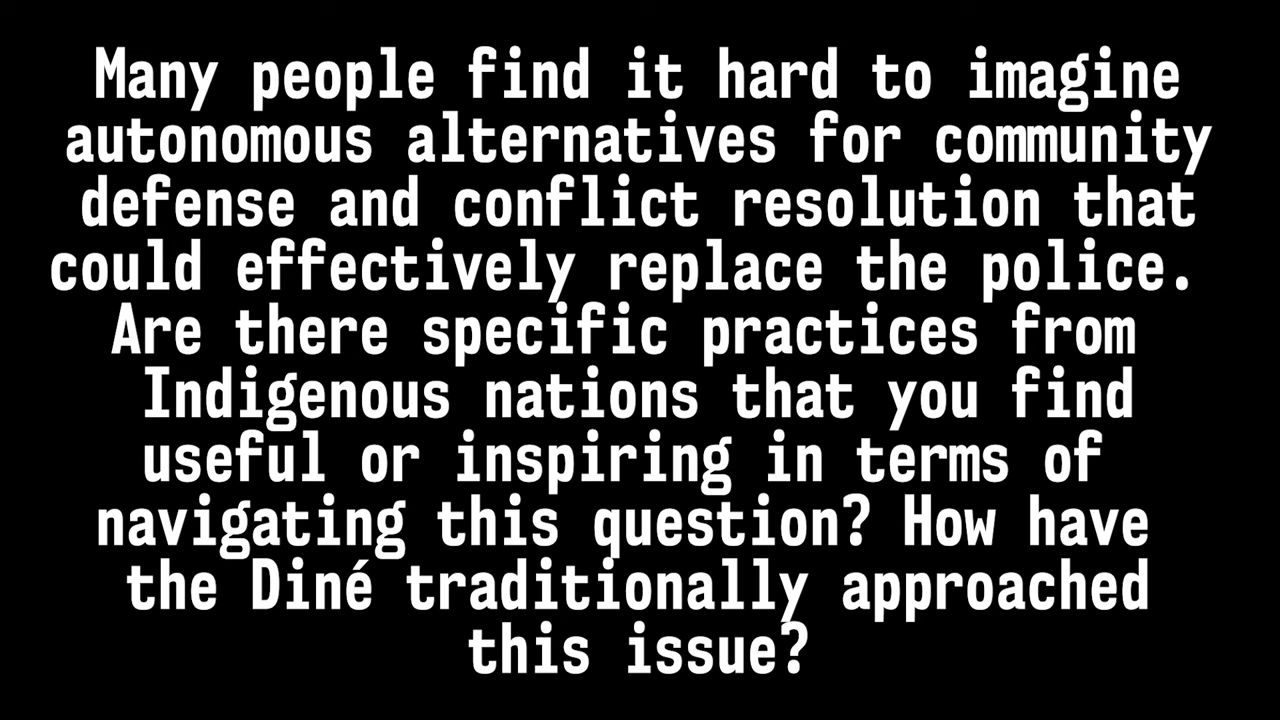 Many people find it hard to imagine
autonomous alternatives for community
defense and conflict resolution that
could effectively replace the police.
Are there specific practices from
Indigenous nations that you find
useful or inspiring in terms of
navigating this question? How have
the Diné traditionally approached
this issue?